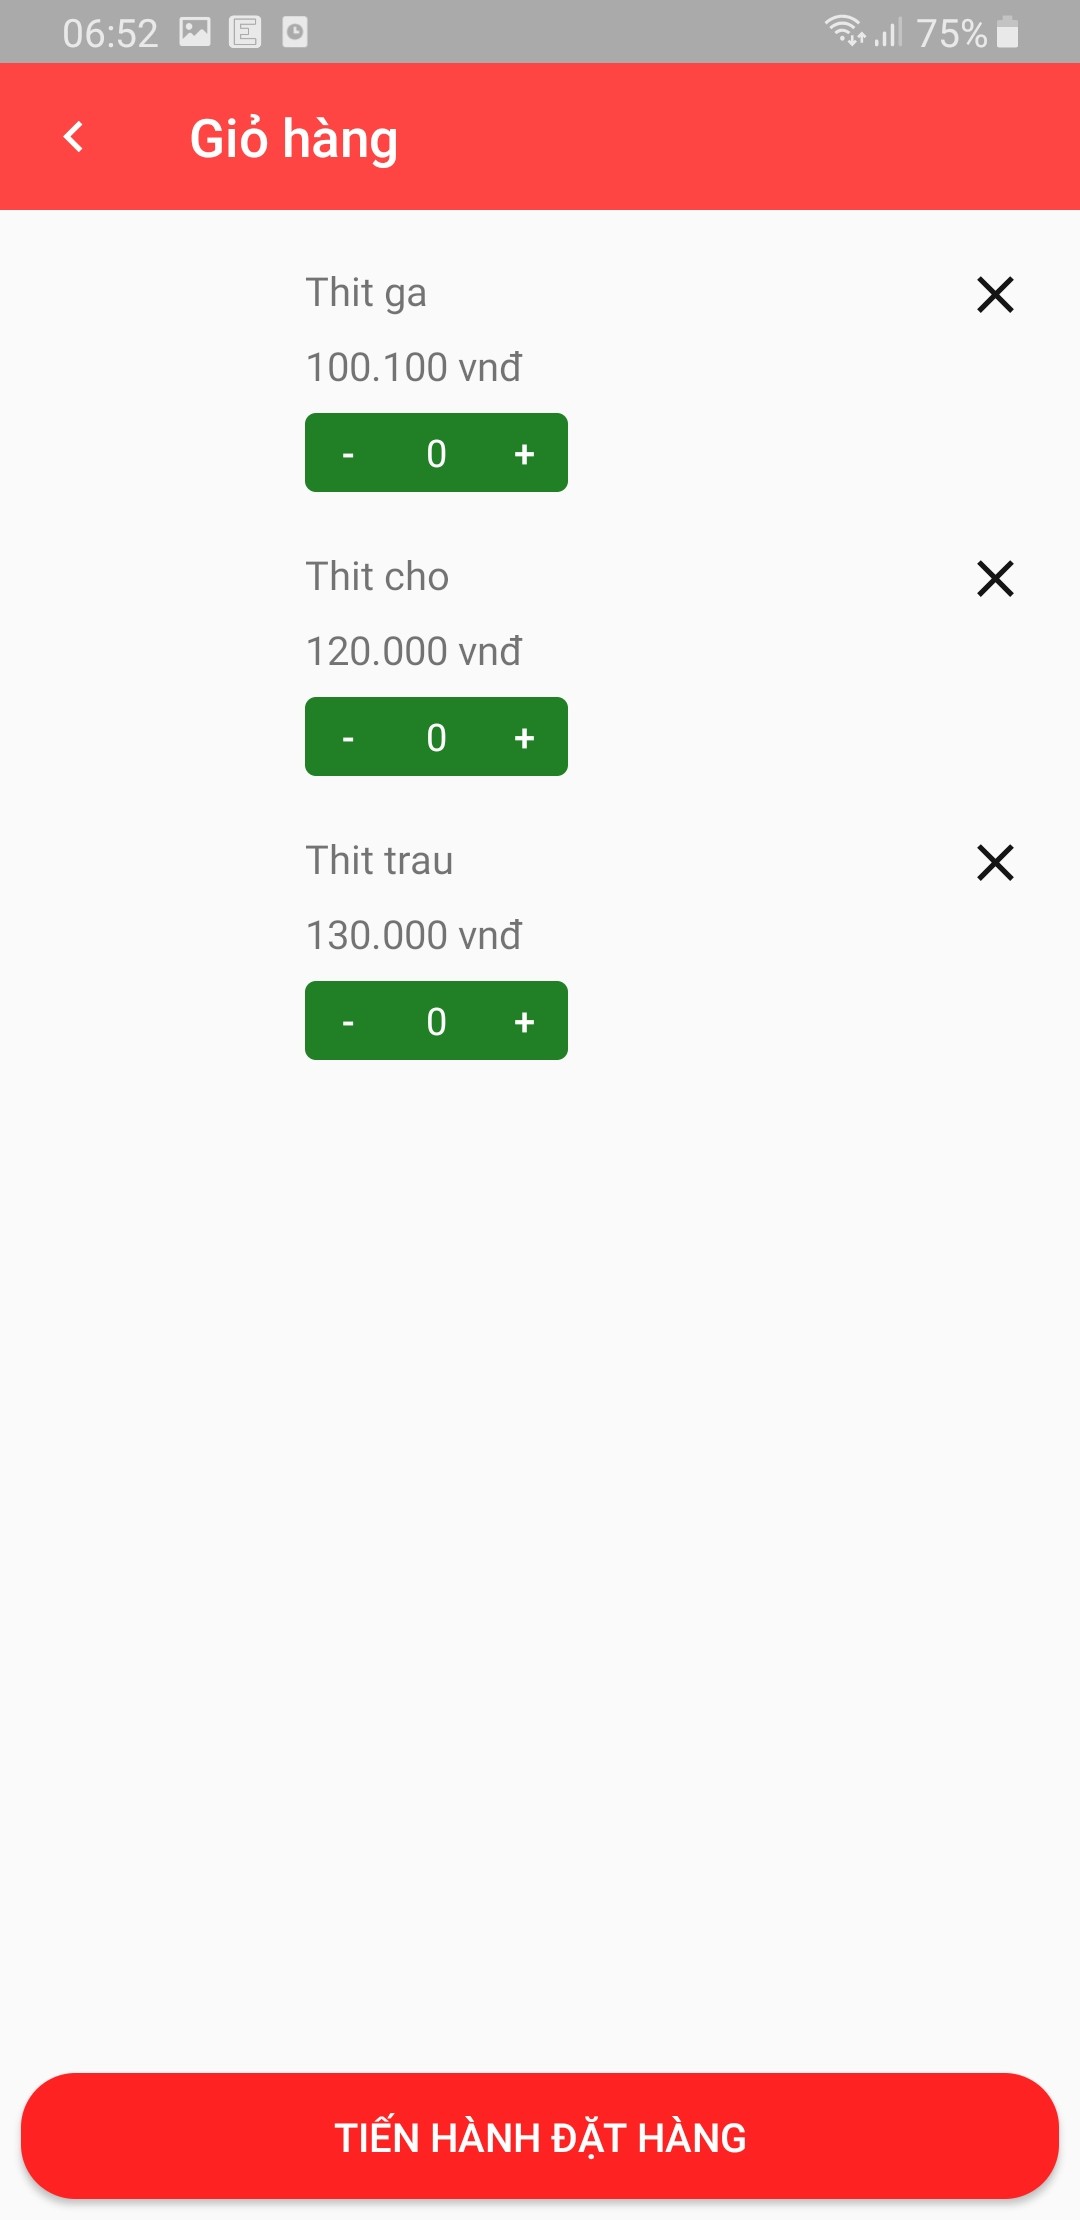 06:52 75%
Giỏ hàng
Thit ga
100.100 vnđ
- 0 +
Thit cho
120.000 vnđ
- 0 +
Thit trau
130.000 vnđ
- 0 +
TIẾN HÀNH ĐẶT HÀNG